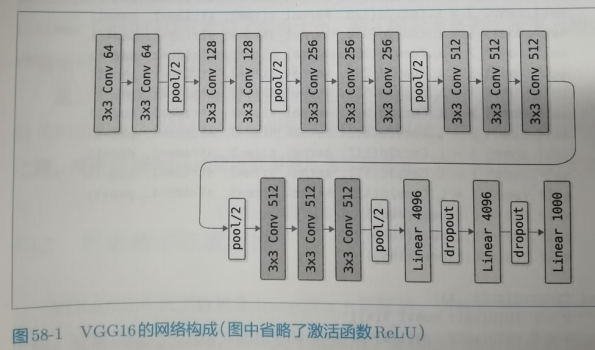 3x3 Conv 64
3x3 Conv 64
pool/2
3x3 Conv 128
3x3 Conv 128
pool/2
3x3 Conv 256
3x3 Conv 256
3x3 Conv 256
pool/2
3x3 Conv 512
3x3 Conv 512
3x3 Conv 512
pool/2
3x3 Conv 512
3x3 Conv 512
3x3 Conv 512
pool/2
Linear 4096
dropout
Linear 4096
dropout
Linear 1000
图58-1 VGG16的网络构成(图中省略了激活函数ReLU)